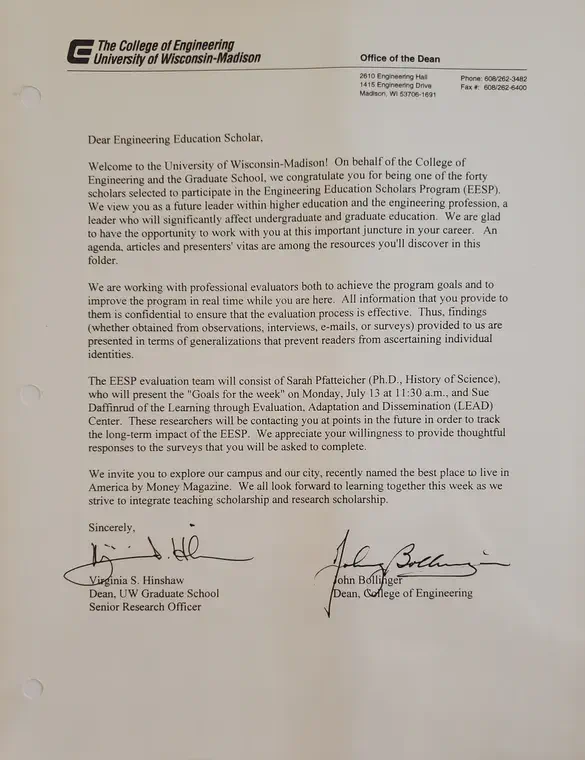 The College of Engineering
University of Wisconsin-Madison
Office of the Dean
2610 Engineering Hall
1415 Engineering Drive
Madison, WI 53706-1691
Phone: 608/262-3482
Fax #: 608/262-6400
Dear Engineering Education Scholar,
Welcome to the University of Wisconsin-Madison! On behalf of the College of
Engineering and the Graduate School, we congratulate you for being one of the forty
scholars selected to participate in the Engineering Education Scholars Program (EESP).
We view you as a future leader within higher education and the engineering profession, a
leader who will significantly affect undergraduate and graduate education. We are glad
to have the opportunity to work with you at this important juncture in your career. An
agenda, articles and presenters' vitas are among the resources you'll discover in this
folder.
We are working with professional evaluators both to achieve the program goals and to
improve the program in real time while you are here. All information that you provide to
them is confidential to ensure that the evaluation process is effective. Thus, findings
(whether obtained from observations, interviews, e-mails, or surveys) provided to us are
presented in terms of generalizations that prevent readers from ascertaining individual
identities.
The EESP evaluation team will consist of Sarah Pfatteicher (Ph.D., History of Science),
who will present the "Goals for the week" on Monday, July 13 at 11:30 a.m., and Sue
Daffinrud of the Learning through Evaluation, Adaptation and Dissemination (LEAD)
Center. These researchers will be contacting you at points in the future in order to track
the long-term impact of the EESP. We appreciate your willingness to provide thoughtful
responses to the surveys that you will be asked to complete.
We invite you to explore our campus and our city, recently named the best place to live in
America by Money Magazine. We all look forward to learning together this week as we
strive to integrate teaching scholarship and research scholarship.
Sincerely,
John Bollinger
Virginia S. Hinshaw
Dean, UW Graduate School
Senior Research Officer
John Bollinger
Dean, College of Engineering